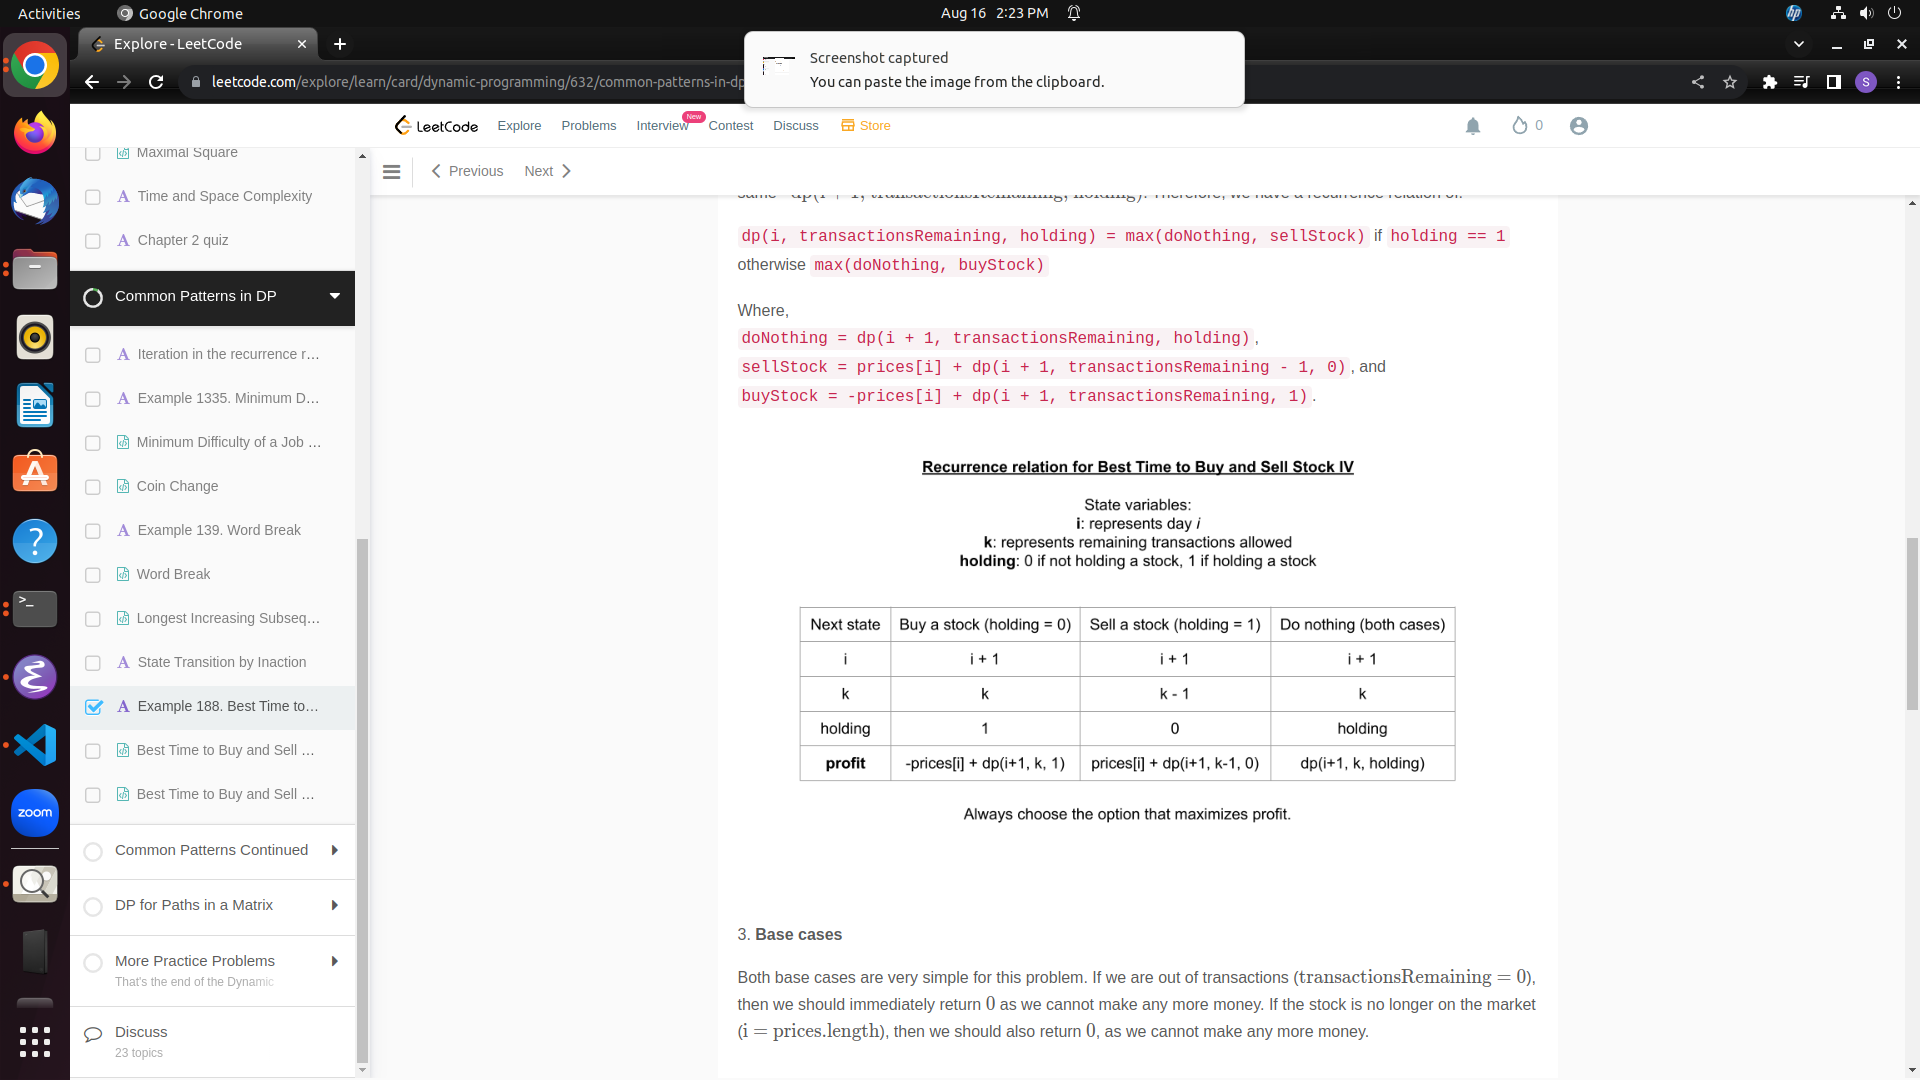 Activities
Google Chrome
Aug 16 2:23 PM
Explore - LeetCode
Screenshot captured
You can paste the image from the clipboard.
leetcode.com/explore/learn/card/dynamic-programming/632/common-patterns-in-dp
S
LeetCode
Explore
Problems
Interview
New
Contest
Discuss
Store
0
Previous
Next
Maximal Square
Time and Space Complexity
Chapter 2 quiz
Common Patterns in DP
Iteration in the recurrence r…
Example 1335. Minimum D…
Minimum Difficulty of a Job …
Coin Change
Example 139. Word Break
Word Break
Longest Increasing Subseq…
State Transition by Inaction
Example 188. Best Time to…
Best Time to Buy and Sell …
Best Time to Buy and Sell …
Common Patterns Continued
DP for Paths in a Matrix
More Practice Problems
That's the end of the Dynamic
Discuss
23 topics
zoom
same dp(i + 1, transactionsRemaining, holding). Therefore, we have a recurrence relation of:
dp(i, transactionsRemaining, holding) = max(doNothing, sellStock) if holding == 1
otherwise max(doNothing, buyStock)
Where,
doNothing = dp(i + 1, transactionsRemaining, holding),
sellStock = prices[i] + dp(i + 1, transactionsRemaining - 1, 0), and
buyStock = -prices[i] + dp(i + 1, transactionsRemaining, 1).
Recurrence relation for Best Time to Buy and Sell Stock IV
State variables:
i: represents day i
k: represents remaining transactions allowed
holding: 0 if not holding a stock, 1 if holding a stock
Next state Buy a stock (holding = 0) Sell a stock (holding = 1) Do nothing (both cases)
i i + 1 i + 1 i + 1
k k k - 1 k
holding 1 0 holding
profit -prices[i] + dp(i+1, k, 1) prices[i] + dp(i+1, k-1, 0) dp(i+1, k, holding)
Always choose the option that maximizes profit.
3. Base cases
Both base cases are very simple for this problem. If we are out of transactions (transactionsRemaining = 0),
then we should immediately return 0 as we cannot make any more money. If the stock is no longer on the market
(i = prices.length), then we should also return 0, as we cannot make any more money.